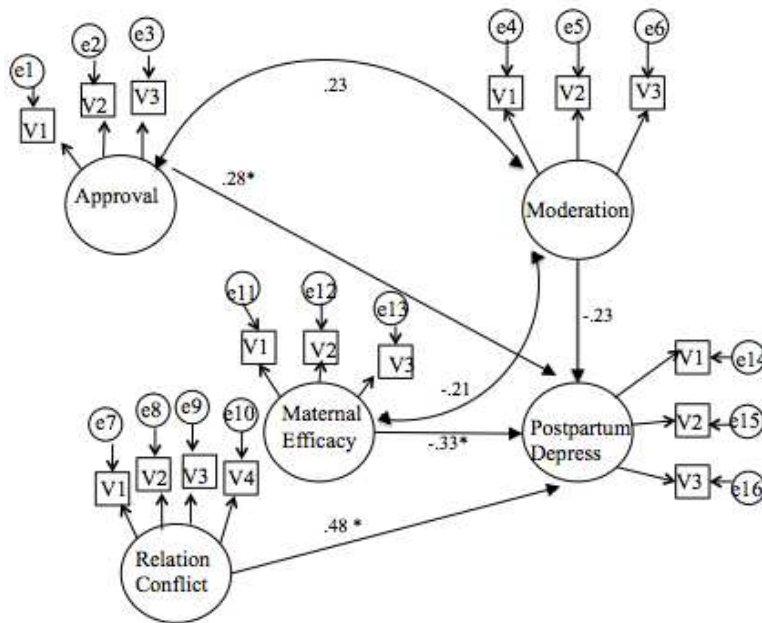 e1
e2
e3
V1
V2
V3
Approval
.23
e4
e5
e6
V1
V2
V3
Moderation
.28*
-.23
e11
e12
e13
V1
V2
V3
Maternal
Efficacy
-.21
-.33*
Postpartum
Depress
V1
e14
V2
e15
V3
e16
e7
e8
e9
e10
V1
V2
V3
V4
Relation
Conflict
.48 *